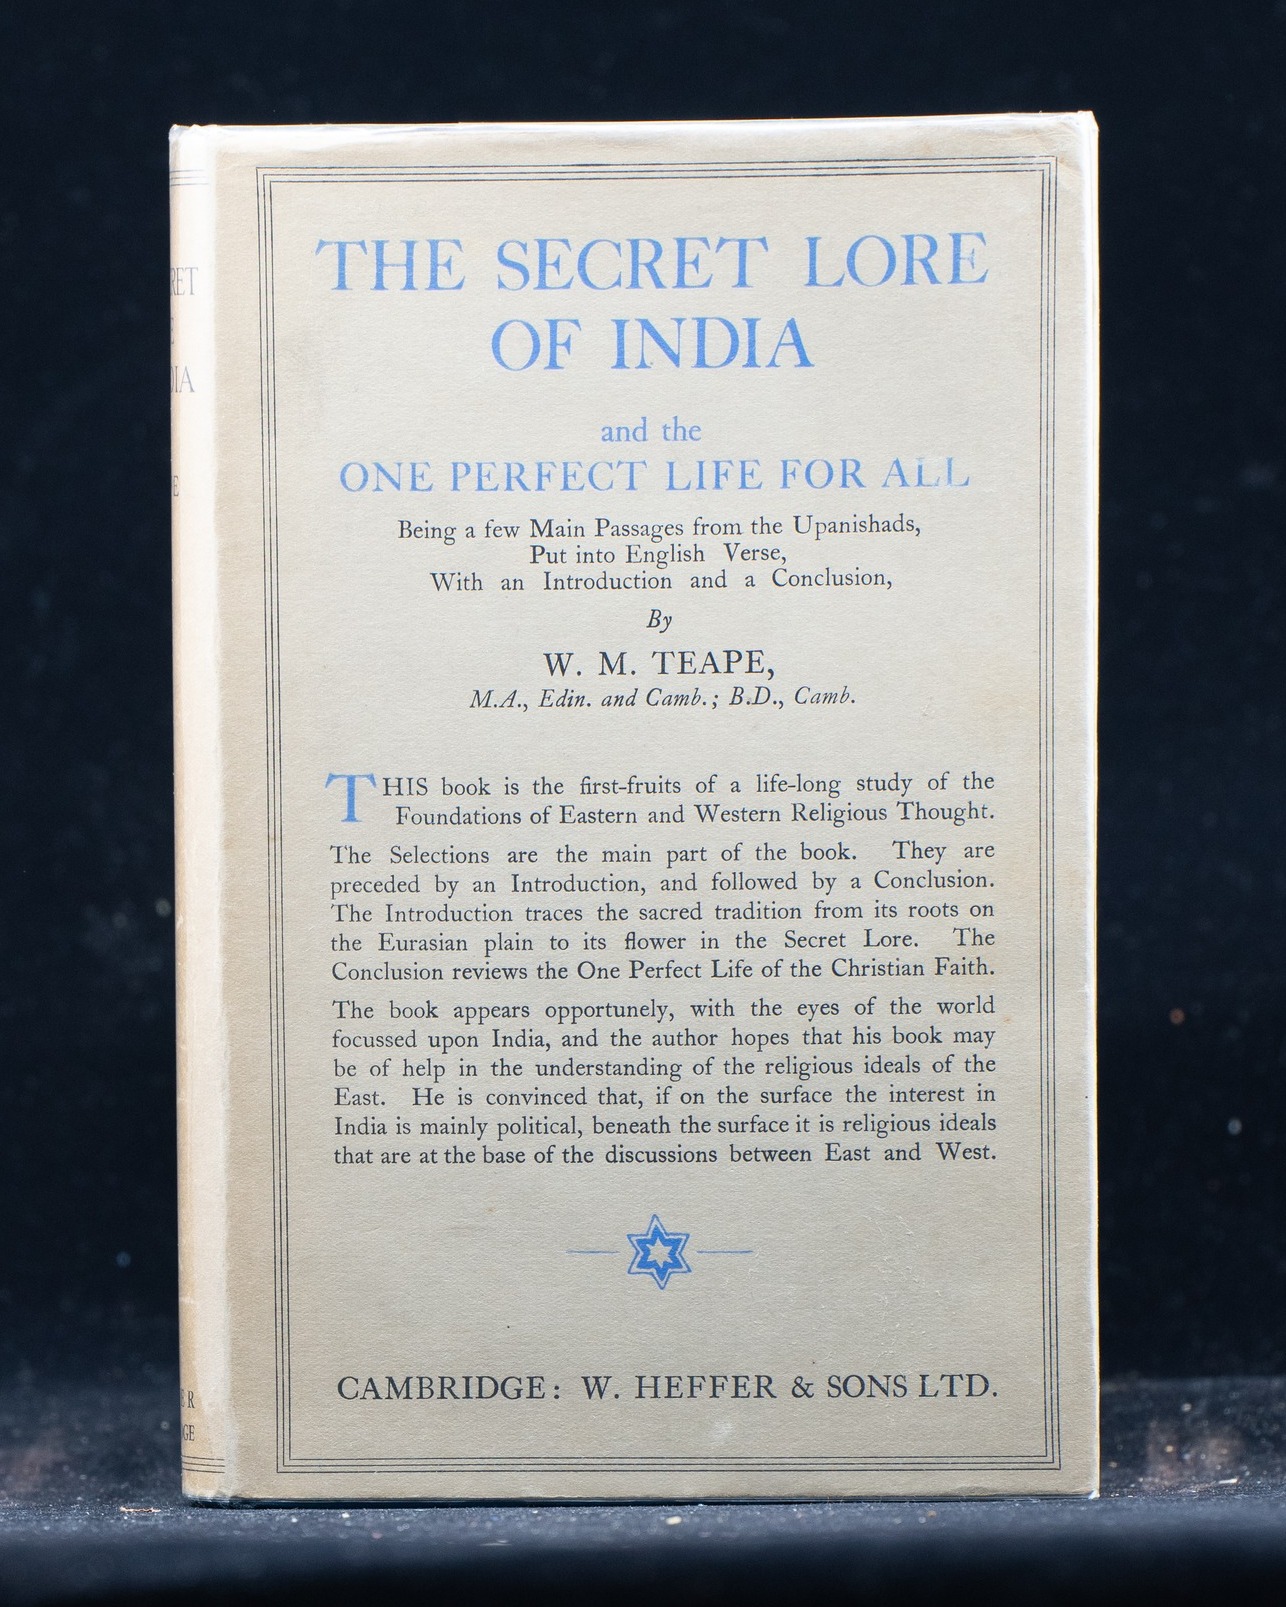 THE SECRET LORE
OF INDIA
and the
ONE PERFECT LIFE FOR ALL
Being a few Main Passages from the Upanishads,
Put into English Verse,
With an Introduction and a Conclusion,
By
W. M. TEAPE,
M.A., Edin. and Camb.; B.D., Camb.
THIS book is the first-fruits of a life-long study of the
Foundations of Eastern and Western Religious Thought.
The Selections are the main part of the book. They are
preceded by an Introduction, and followed by a Conclusion.
The Introduction traces the sacred tradition from its roots on
the Eurasian plain to its flower in the Secret Lore. The
Conclusion reviews the One Perfect Life of the Christian Faith.
The book appears opportunely, with the eyes of the world
focussed upon India, and the author hopes that his book may
be of help in the understanding of the religious ideals of the
East. He is convinced that, if on the surface the interest in
India is mainly political, beneath the surface it is religious ideals
that are at the base of the discussions between East and West.
CAMBRIDGE: W. HEFFER & SONS LTD.